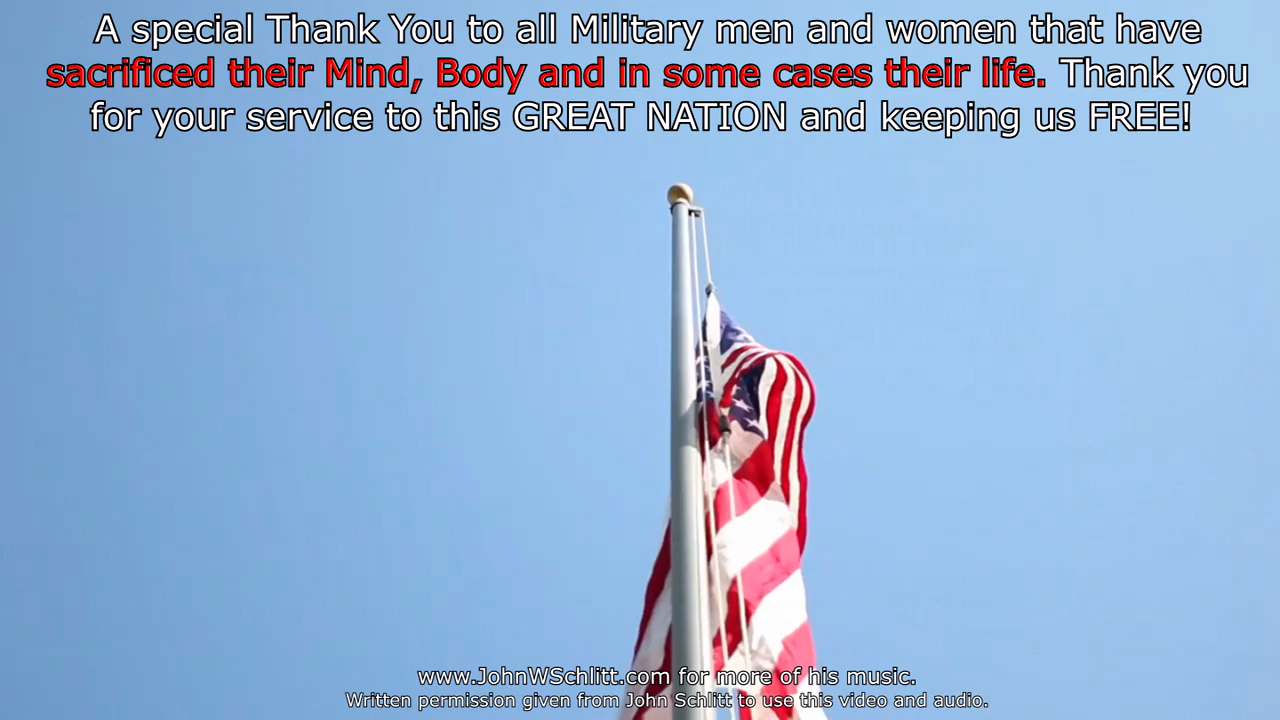 A special Thank You to all Military men and women that have
sacrificed their Mind, Body and in some cases their life. Thank you
for your service to this GREAT NATION and keeping us FREE!
www.JohnWSchlitt.com for more of his music.
Written permission given from John Schlitt to use this video and audio.